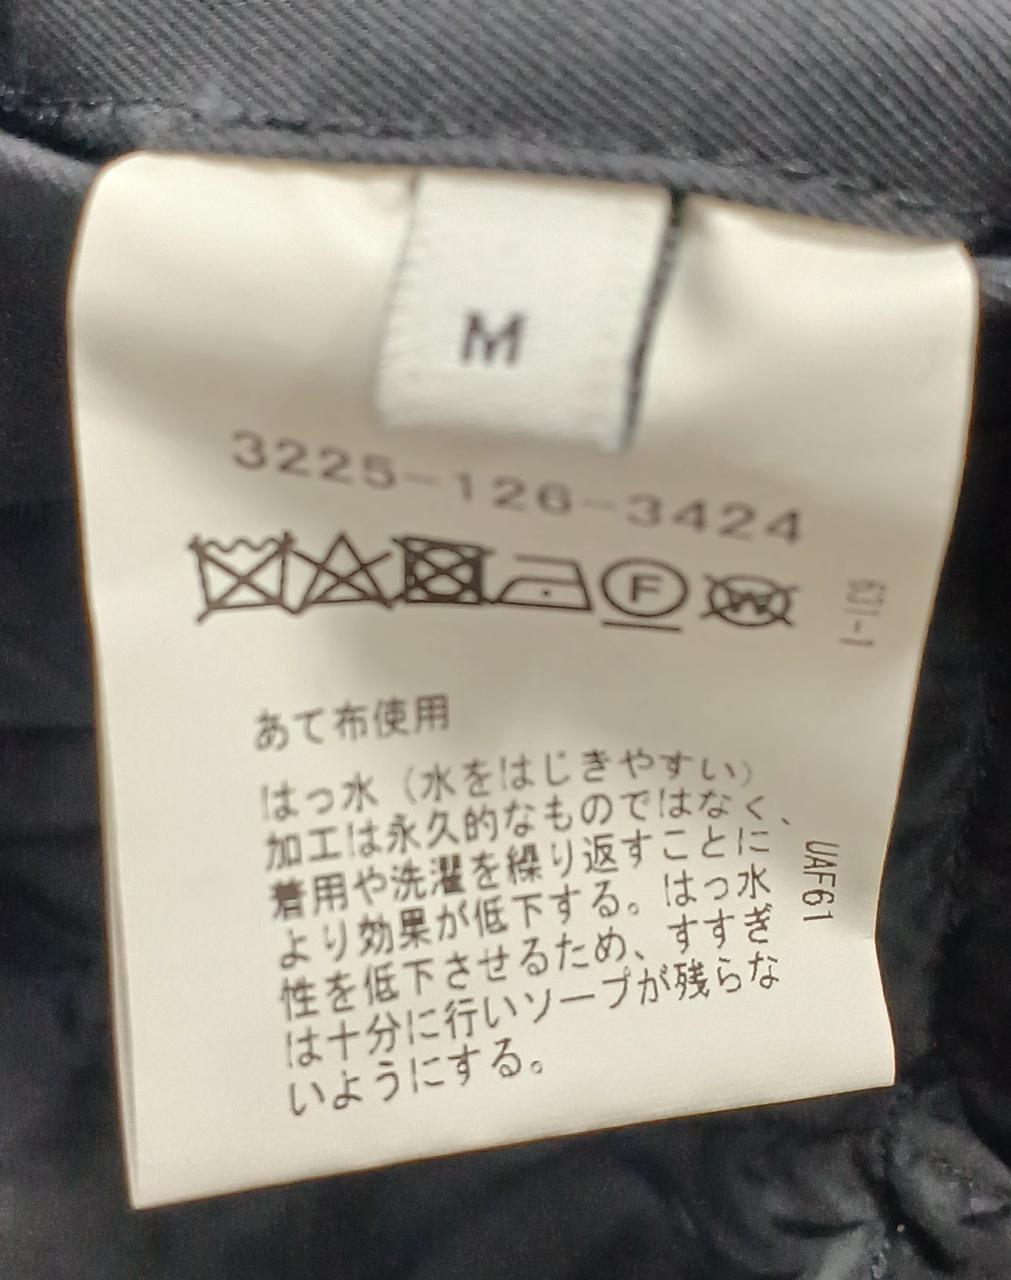 M
3225-126-3424
F
W
631-1
あて布使用
はっ水（水をはじきやすい）
加工は永久的なものではなく、
着用や洗濯を繰り返すことに
より効果が低下する。はっ水
性を低下させるため、すすぎ
は十分に行いソープが残らな
いようにする。
UAF61